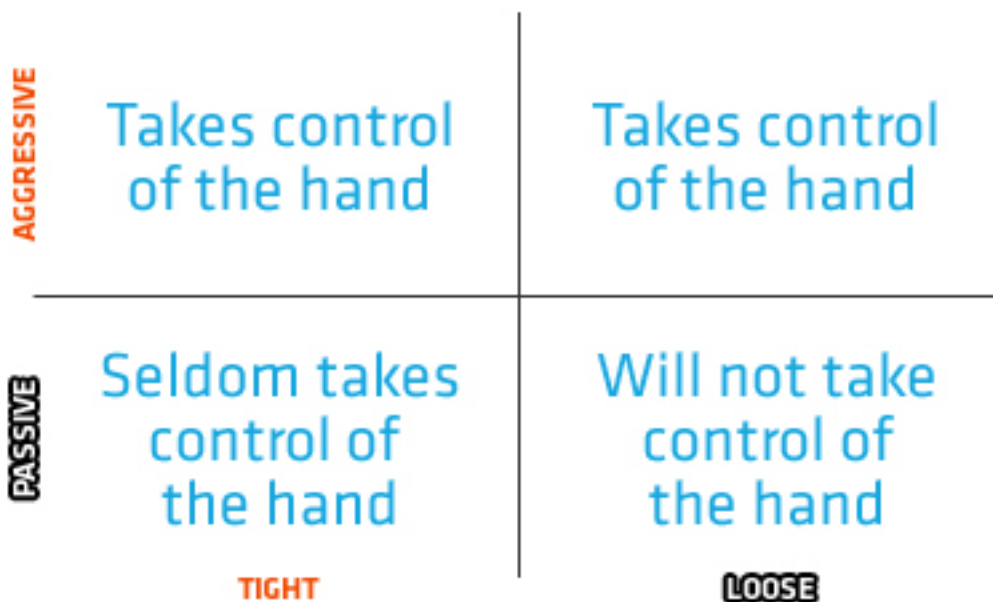 AGGRESSIVE
Takes control
of the hand
Takes control
of the hand
PASSIVE
Seldom takes
control of
the hand
Will not take
control of
the hand
TIGHT
LOOSE